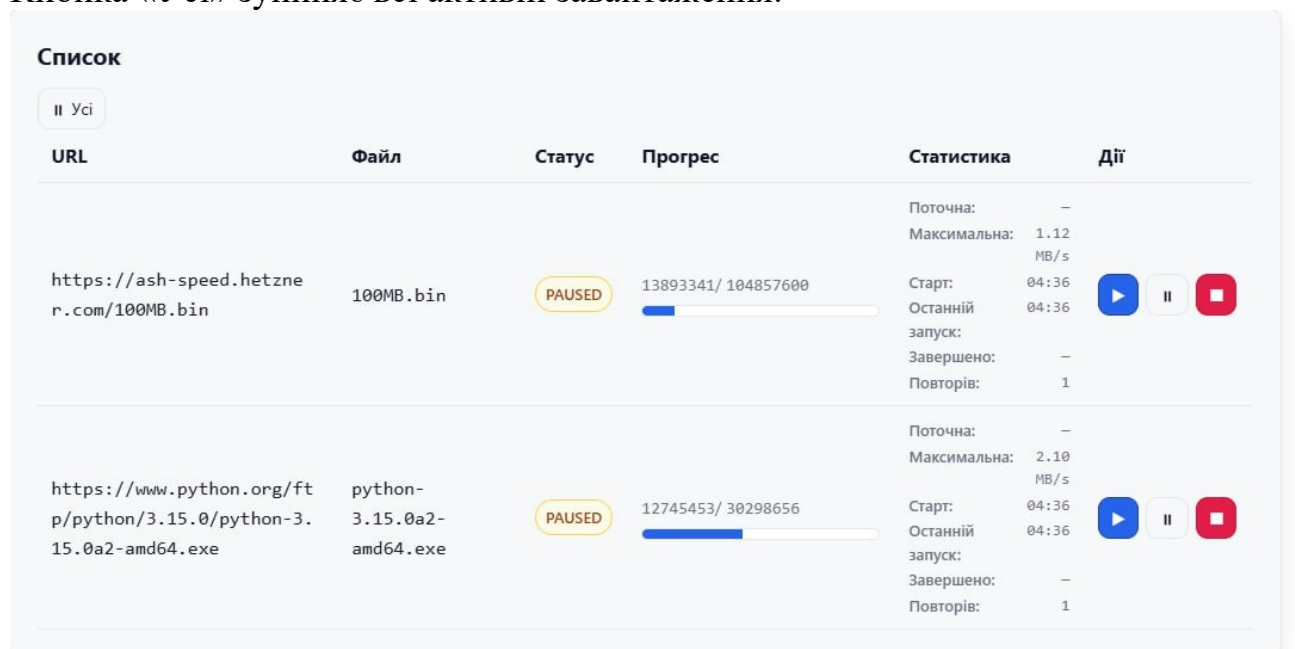 Список
Усі
URL Файл Статус Прогрес Статистика Дії
Поточна: –
Максимальна: 1.12
MB/s
https://ash-speed.hetzne
r.com/100MB.bin
100MB.bin
PAUSED
13893341/ 104857600
Старт: 04:36
Останній 04:36
запуск:
Завершено: –
Повторів: 1
Поточна: –
Максимальна: 2.10
MB/s
https://www.python.org/ft
p/python/3.15.0/python-3.
15.0a2-amd64.exe
python-
3.15.0a2-
amd64.exe
PAUSED
12745453/ 30298656
Старт: 04:36
Останній 04:36
запуск:
Завершено: –
Повторів: 1